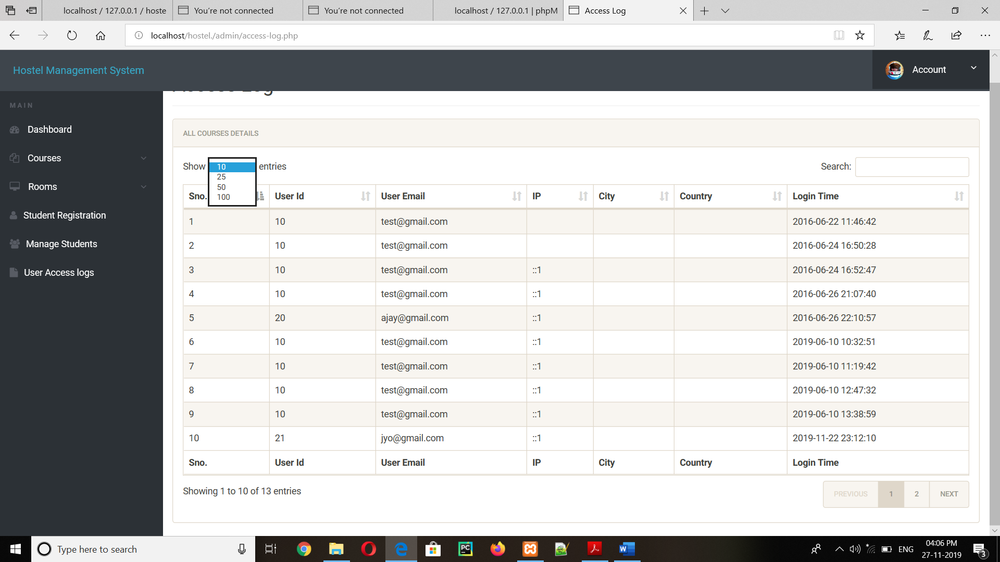 localhost / 127.0.0.1 / hoste
You're not connected
You're not connected
localhost / 127.0.0.1 | phpM
Access Log
localhost/hostel./admin/access-log.php
Hostel Management System
Account
MAIN
Dashboard
Courses
Rooms
Student Registration
Manage Students
User Access logs
Access Log
ALL COURSES DETAILS
Show 10 entries
25
50
100
Search:
Sno. User Id User Email IP City Country Login Time
1 10 test@gmail.com 2016-06-22 11:46:42
2 10 test@gmail.com 2016-06-24 16:50:28
3 10 test@gmail.com ::1 2016-06-24 16:52:47
4 10 test@gmail.com ::1 2016-06-26 21:07:40
5 20 ajay@gmail.com ::1 2016-06-26 22:10:57
6 10 test@gmail.com ::1 2019-06-10 10:32:51
7 10 test@gmail.com ::1 2019-06-10 11:19:42
8 10 test@gmail.com ::1 2019-06-10 12:47:32
9 10 test@gmail.com ::1 2019-06-10 13:38:59
10 21 jyo@gmail.com ::1 2019-11-22 23:12:10
Sno. User Id User Email IP City Country Login Time
Showing 1 to 10 of 13 entries
PREVIOUS 1 2 NEXT
Type here to search
ENG
04:06 PM
27-11-2019
3